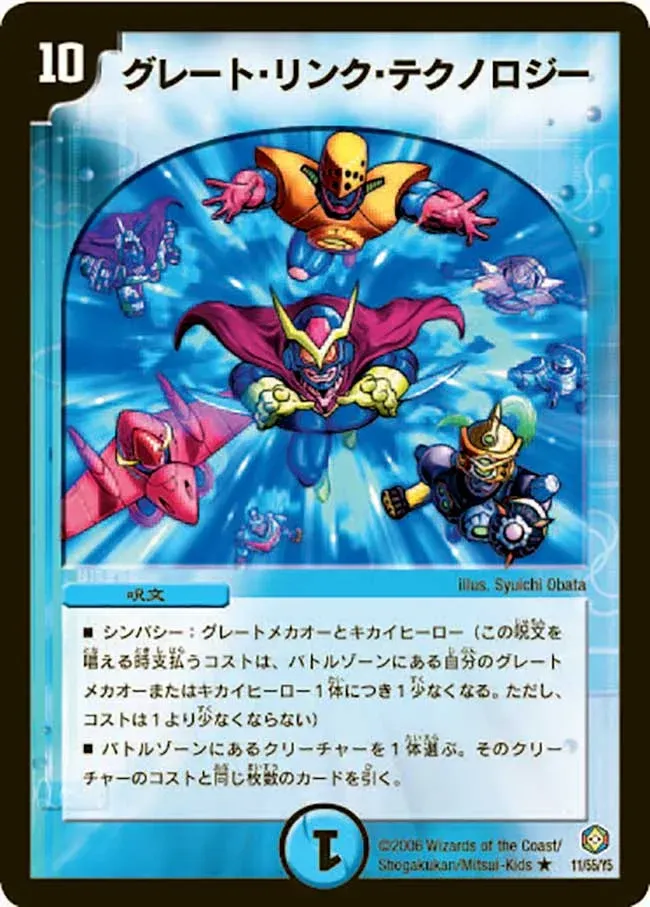 10
グレート・リンク・テクノロジー
illus. Syuichi Obata
呪文
■ シンパシー：グレートメカオーとキカイヒーロー（この呪文を
唱える時支払うコストは、バトルゾーンにある自分のグレート
メカオーまたはキカイヒーロー1体につき1少なくなる。ただし、
コストは1より少なくならない）
■ バトルゾーンにあるクリーチャーを1体選ぶ。そのクリー
チャーのコストと同じ枚数のカードを引く。
1
©2006 Wizards of the Coast/
Shogakukan/Mitsui-Kids ★
11/55/Y5